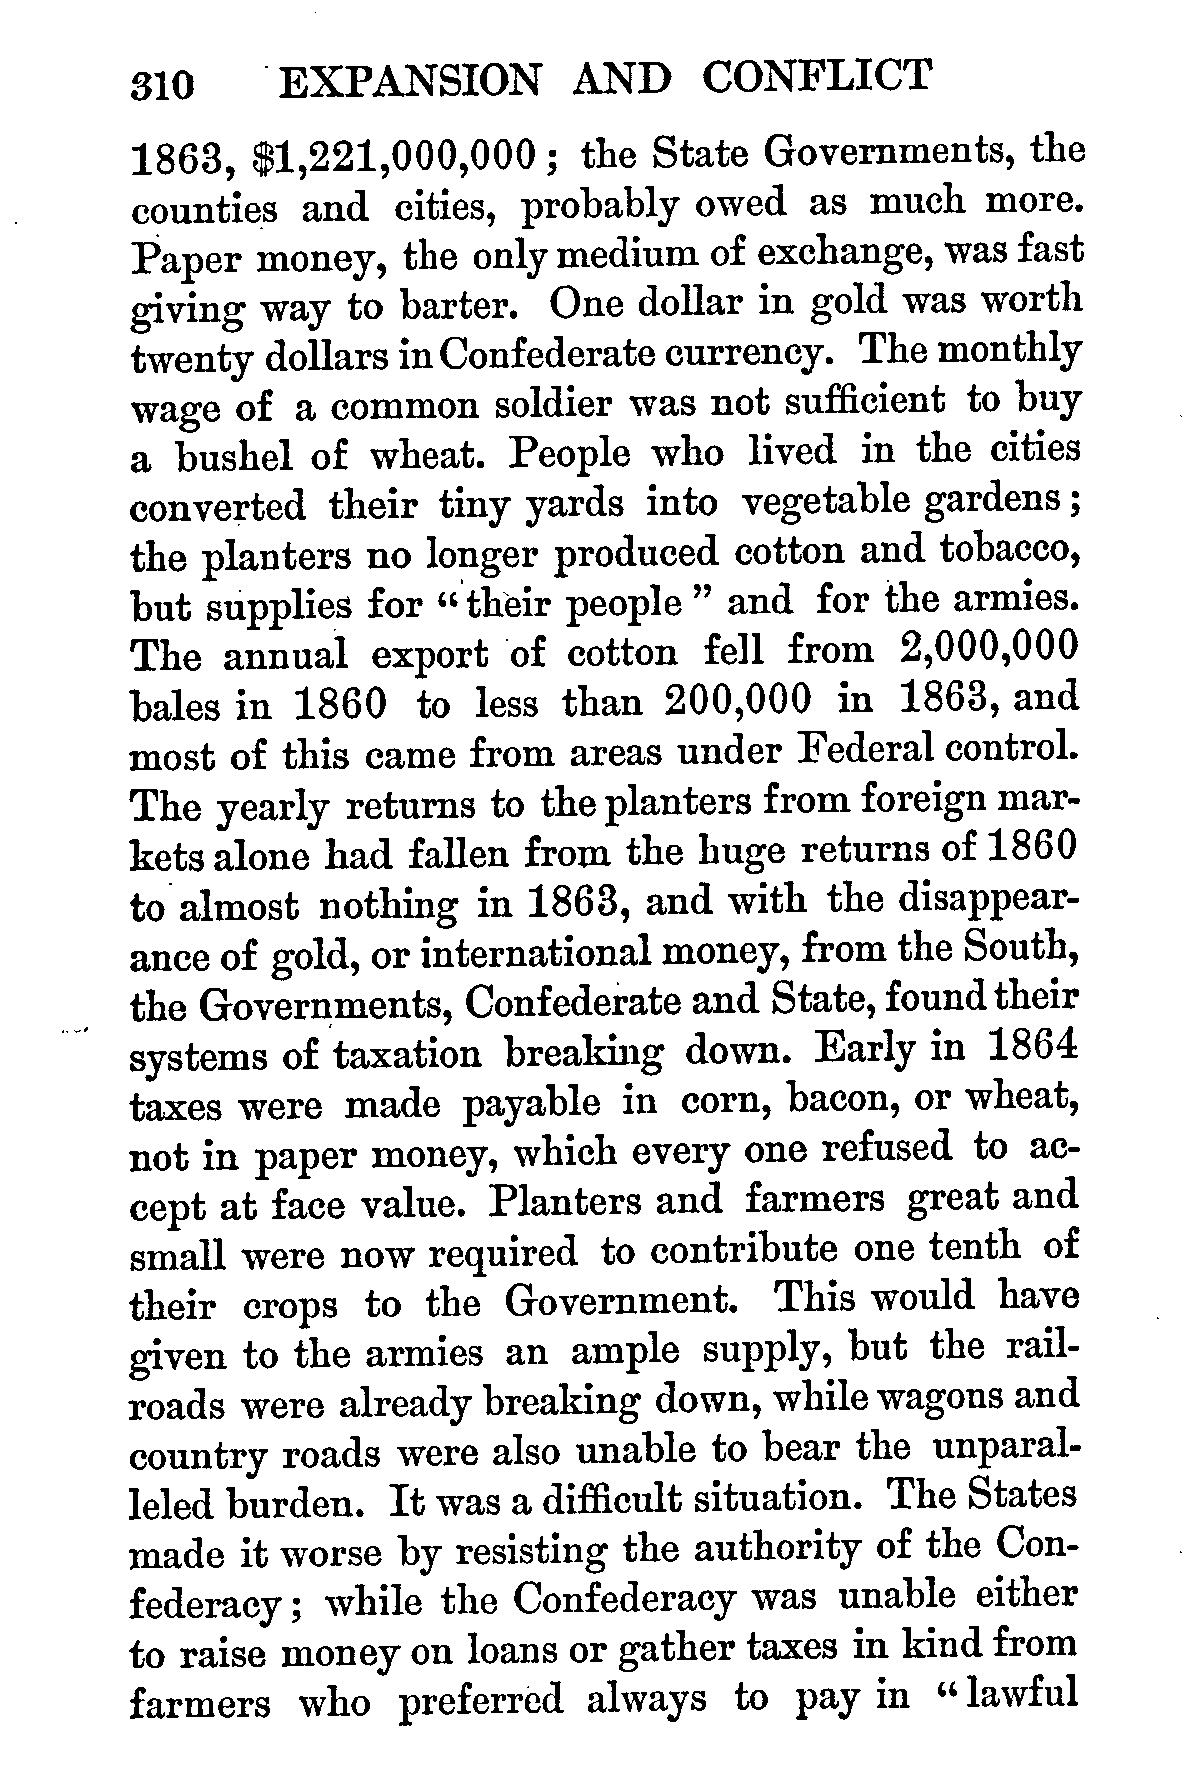 310 EXPANSION AND CONFLICT
1863, $1,221,000,000; the State Governments, the
counties and cities, probably owed as much more.
Paper money, the only medium of exchange, was fast
giving way to barter. One dollar in gold was worth
twenty dollars in Confederate currency. The monthly
wage of a common soldier was not sufficient to buy
a bushel of wheat. People who lived in the cities
converted their tiny yards into vegetable gardens;
the planters no longer produced cotton and tobacco,
but supplies for "their people" and for the armies.
The annual export of cotton fell from 2,000,000
bales in 1860 to less than 200,000 in 1863, and
most of this came from areas under Federal control.
The yearly returns to the planters from foreign mar-
kets alone had fallen from the huge returns of 1860
to almost nothing in 1863, and with the disappear-
ance of gold, or international money, from the South,
the Governments, Confederate and State, found their
systems of taxation breaking down. Early in 1864
taxes were made payable in corn, bacon, or wheat,
not in paper money, which every one refused to ac-
cept at face value. Planters and farmers great and
small were now required to contribute one tenth of
their crops to the Government. This would have
given to the armies an ample supply, but the rail-
roads were already breaking down, while wagons and
country roads were also unable to bear the unparal-
leled burden. It was a difficult situation. The States
made it worse by resisting the authority of the Con-
federacy; while the Confederacy was unable either
to raise money on loans or gather taxes in kind from
farmers who preferred always to pay in "lawful